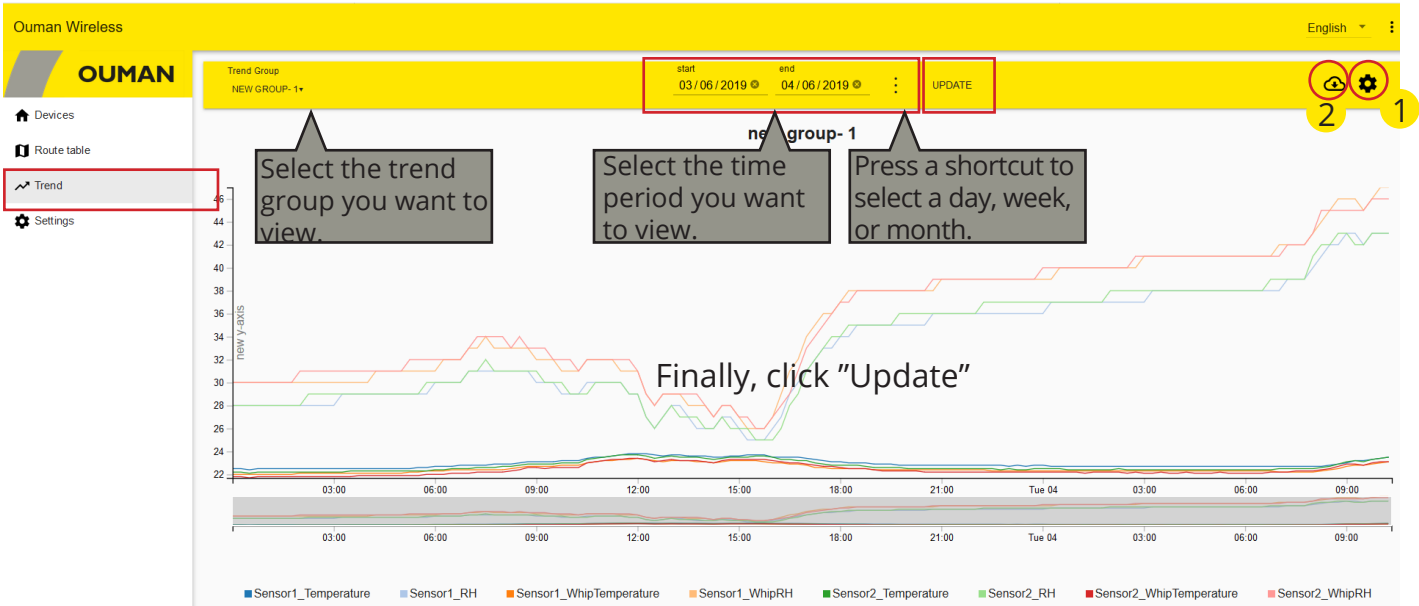 Ouman Wireless
English
OUMAN
Devices
Route table
Trend
Settings
Trend Group
NEW GROUP- 1
start
03 / 06 / 2019
end
04 / 06 / 2019
UPDATE
2
1
new group- 1
Select the trend
group you want to
view.
Select the time
period you want
to view.
Press a shortcut to
select a day, week,
or month.
Finally, click ”Update”
new y-axis
46
44
42
40
38
36
34
32
30
28
26
24
22
03:00 06:00 09:00 12:00 15:00 18:00 21:00 Tue 04 03:00 06:00 09:00
03:00 06:00 09:00 12:00 15:00 18:00 21:00 Tue 04 03:00 06:00 09:00
Sensor1_Temperature Sensor1_RH Sensor1_WhipTemperature Sensor1_WhipRH Sensor2_Temperature Sensor2_RH Sensor2_WhipTemperature Sensor2_WhipRH